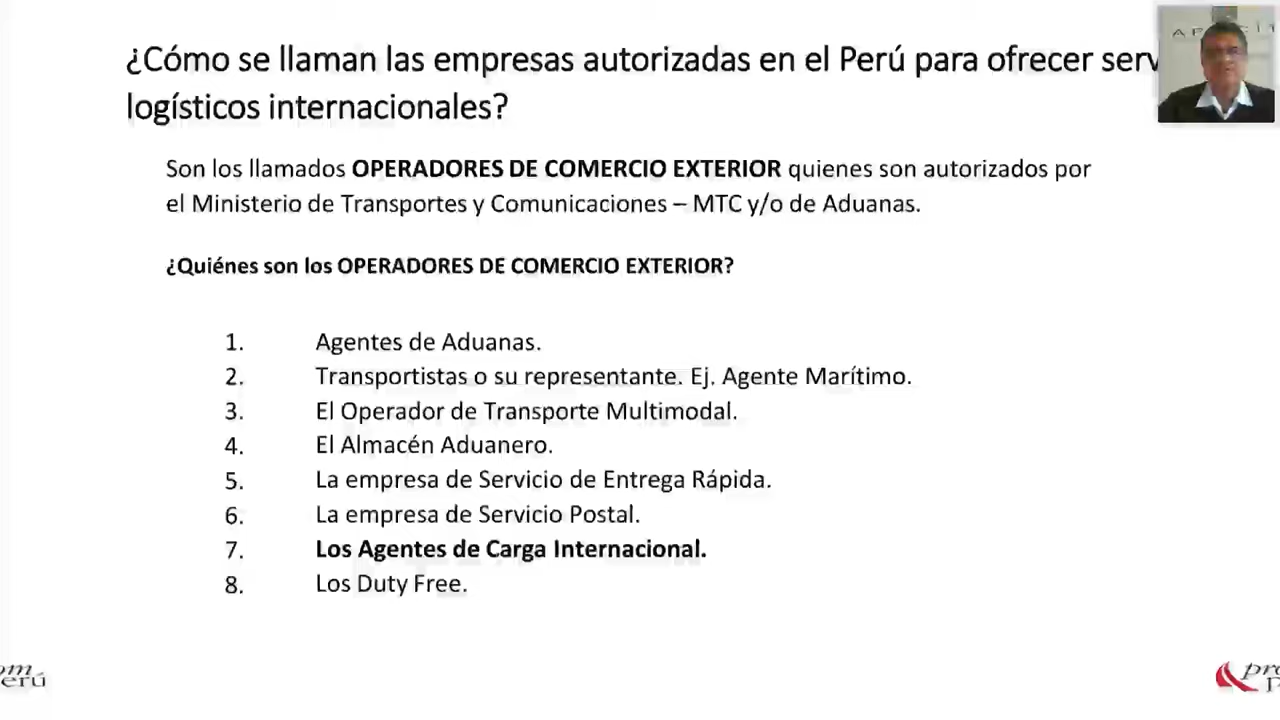 ¿Cómo se llaman las empresas autorizadas en el Perú para ofrecer
logísticos internacionales?
Son los llamados OPERADORES DE COMERCIO EXTERIOR quienes son autorizados por
el Ministerio de Transportes y Comunicaciones – MTC y/o de Aduanas.
¿Quiénes son los OPERADORES DE COMERCIO EXTERIOR?
1. Agentes de Aduanas.
2. Transportistas o su representante. Ej. Agente Marítimo.
3. El Operador de Transporte Multimodal.
4. El Almacén Aduanero.
5. La empresa de Servicio de Entrega Rápida.
6. La empresa de Servicio Postal.
7. Los Agentes de Carga Internacional.
8. Los Duty Free.